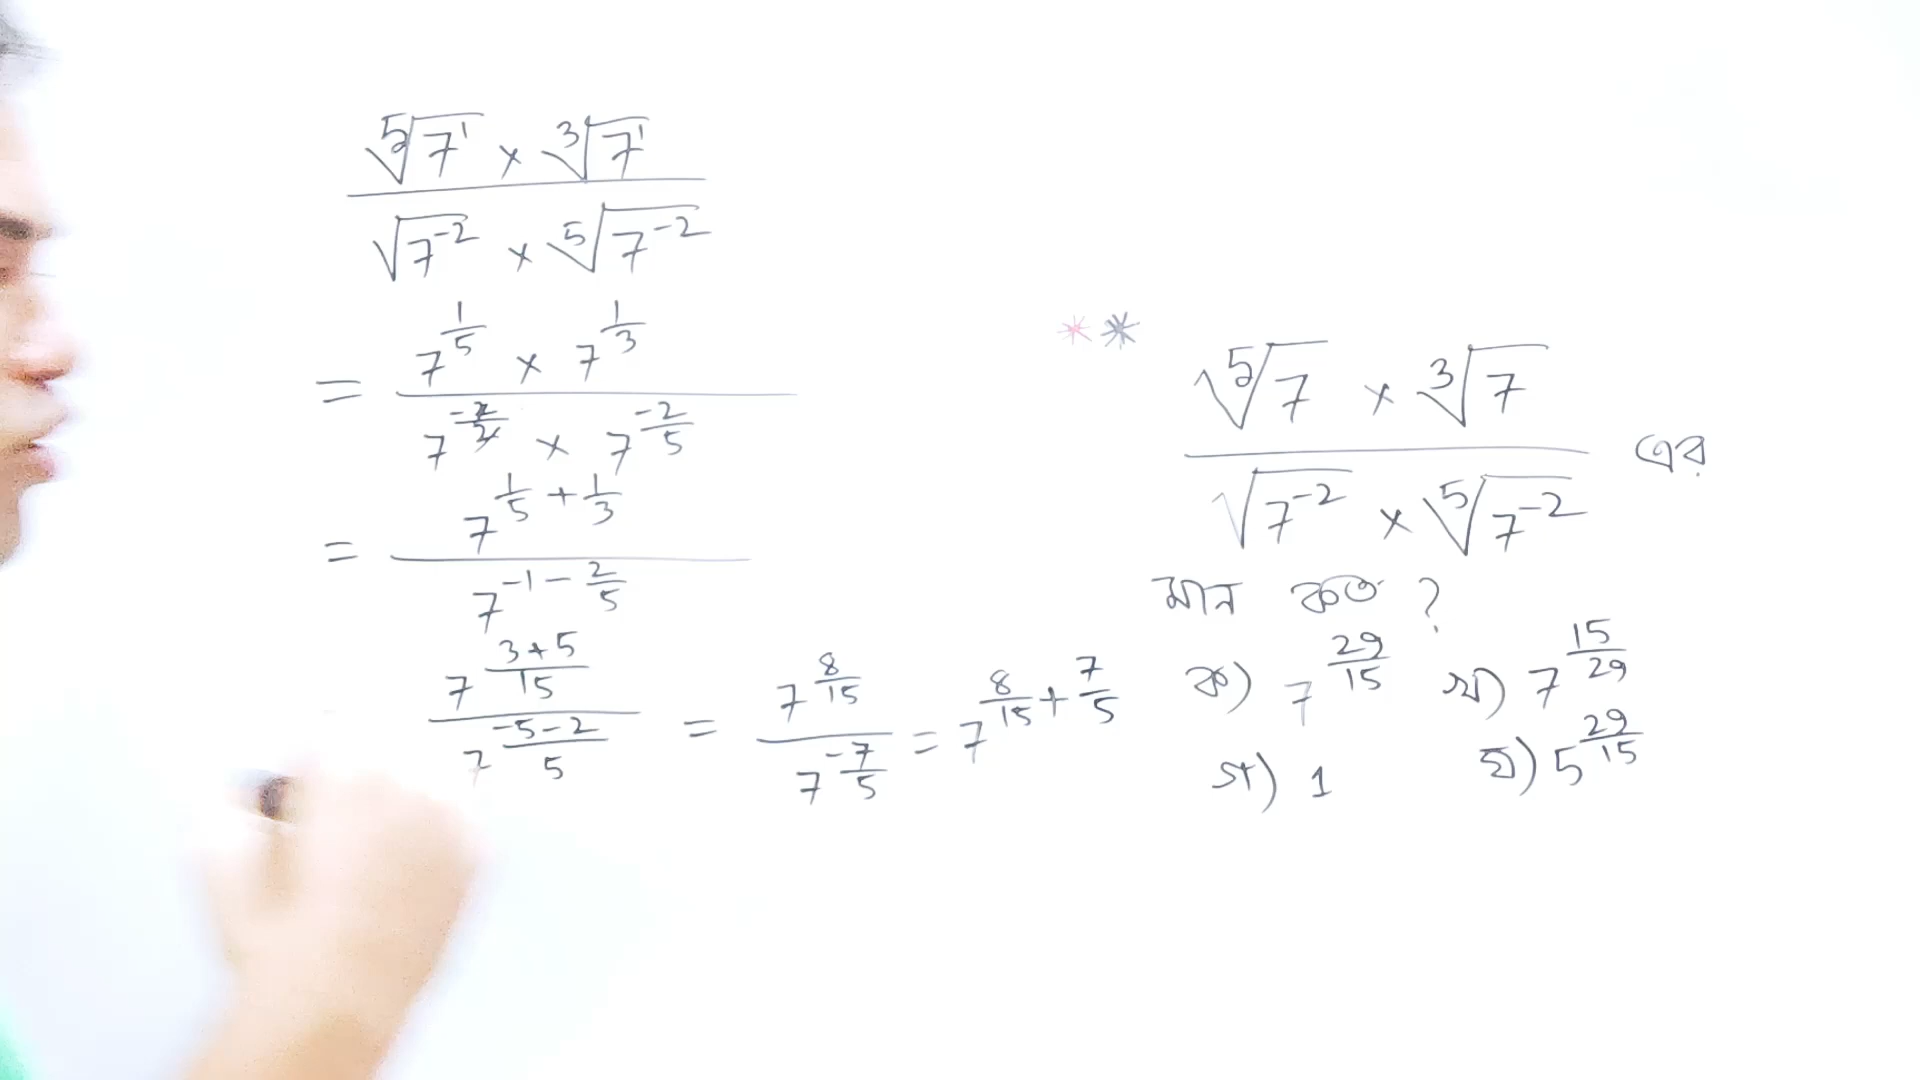 ⁵√7¹ × ³√7¹
√7⁻² × ⁵√7⁻²
= 7^(1/5) × 7^(1/3)
7^(-2/2) × 7^(-2/5)
= 7^(1/5 + 1/3)
7^(-1 - 2/5)
7^((3+5)/15)
7^((-5-2)/5)
= 7^(8/15)
7^(-7/5)
= 7^(8/15 + 7/5)
**
⁵√7 × ³√7
√7⁻² × ⁵√7⁻²
এর
মান কত ?
ক) 7^(29/15) খ) 7^(15/29)
গ) 1 ঘ) 5^(29/15)